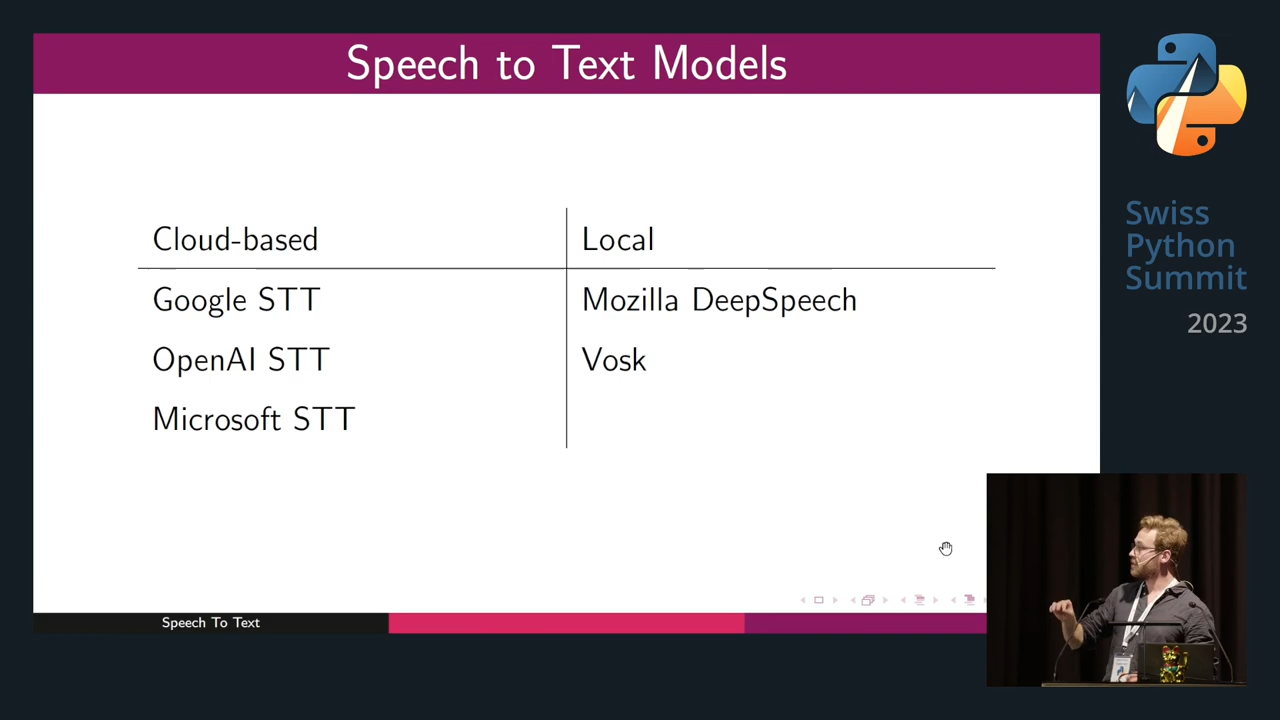 Speech to Text Models
Cloud-based
Local
Google STT
Mozilla DeepSpeech
OpenAI STT
Vosk
Microsoft STT
Speech To Text
Swiss
Python
Summit
2023